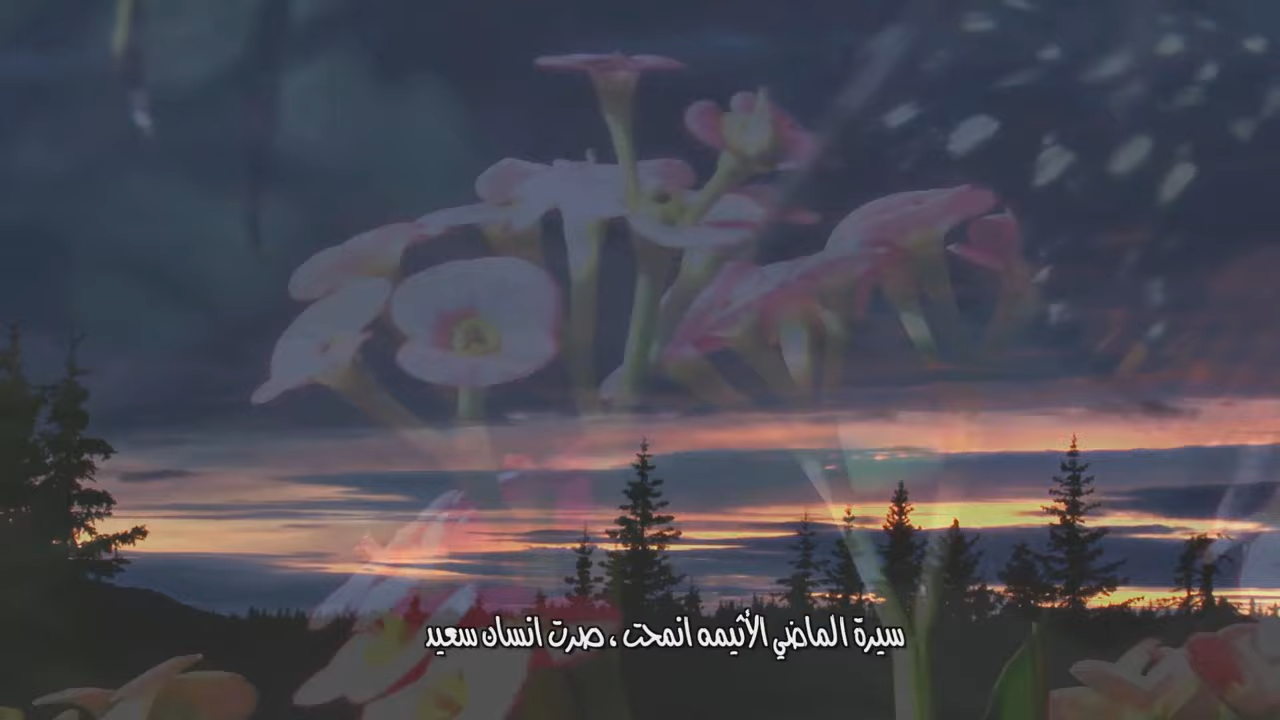 سيرة الماضي الأثيمه انمحت ، صرت انسان سعيد